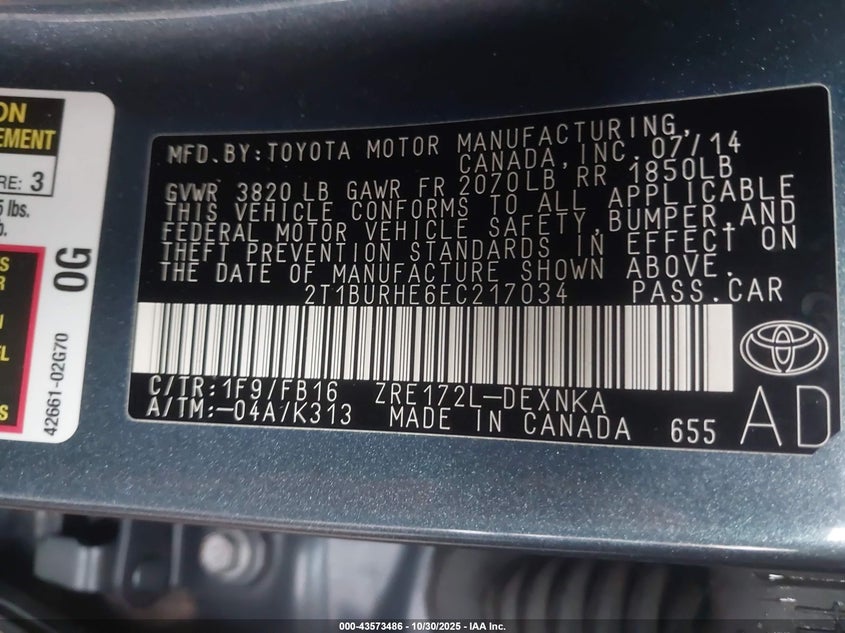 ON
EMENT
RE: 3
5 lbs.
b.
S
R
N
EL
S
42661-02G70
0G
MFD.BY:TOYOTA MOTOR MANUFACTURING,
CANADA,INC.07/14
GVWR 3820 LB GAWR FR 2070LB RR 1850LB
THIS VEHICLE CONFORMS TO ALL APPLICABLE
FEDERAL MOTOR VEHICLE SAFETY,BUMPER,AND
THEFT PREVENTION STANDARDS IN EFFECT ON
THE DATE OF MANUFACTURE SHOWN ABOVE.
2T1BURHE6EC217034 PASS.CAR
C/TR:1F9/FB16 ZRE172L-DEXNKA
A/TM:-04A/K313 MADE IN CANADA 655
AD
000-43573486 - 10/30/2025 - IAA Inc.